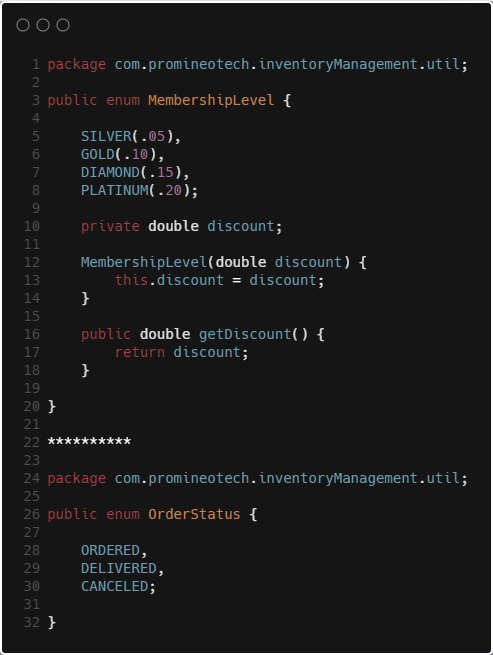 1 package com.promineotech.inventoryManagement.util;
2
3 public enum MembershipLevel {
4
5     SILVER(.05),
6     GOLD(.10),
7     DIAMOND(.15),
8     PLATINUM(.20);
9
10     private double discount;
11
12     MembershipLevel(double discount) {
13         this.discount = discount;
14     }
15
16     public double getDiscount() {
17         return discount;
18     }
19
20 }
21
22 **********
23
24 package com.promineotech.inventoryManagement.util;
25
26 public enum OrderStatus {
27
28     ORDERED,
29     DELIVERED,
30     CANCELED;
31
32 }